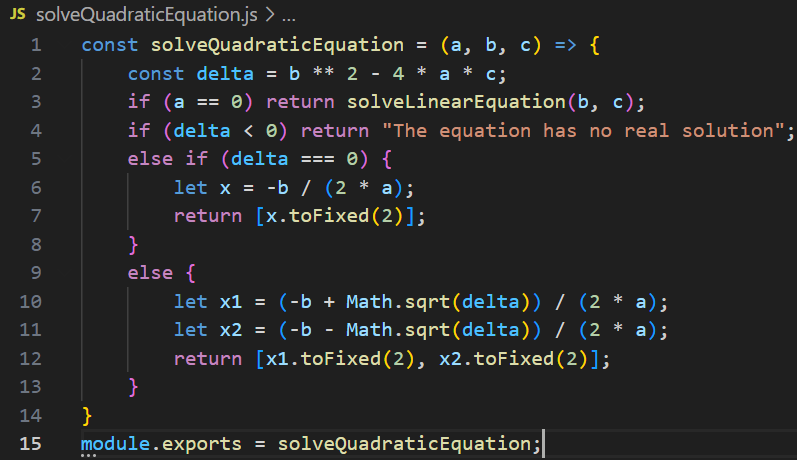 JS solveQuadraticEquation.js > ...
1 const solveQuadraticEquation = (a, b, c) => {
2 const delta = b ** 2 - 4 * a * c;
3 if (a == 0) return solveLinearEquation(b, c);
4 if (delta < 0) return "The equation has no real solution";
5 else if (delta === 0) {
6 let x = -b / (2 * a);
7 return [x.toFixed(2)];
8 }
9 else {
10 let x1 = (-b + Math.sqrt(delta)) / (2 * a);
11 let x2 = (-b - Math.sqrt(delta)) / (2 * a);
12 return [x1.toFixed(2), x2.toFixed(2)];
13 }
14 }
15 module.exports = solveQuadraticEquation;